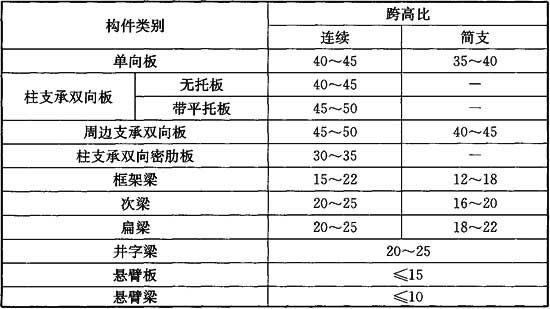 构件类别 跨高比
连续 简支
单向板 40～45 35～40
柱支承双向板 无托板 40～45 —
带平托板 45～50 —
周边支承双向板 45～50 40～45
柱支承双向密肋板 30～35 —
框架梁 15～22 12～18
次梁 20～25 16～20
扁梁 20～25 18～22
井字梁 20～25
悬臂板 ≤15
悬臂梁 ≤10